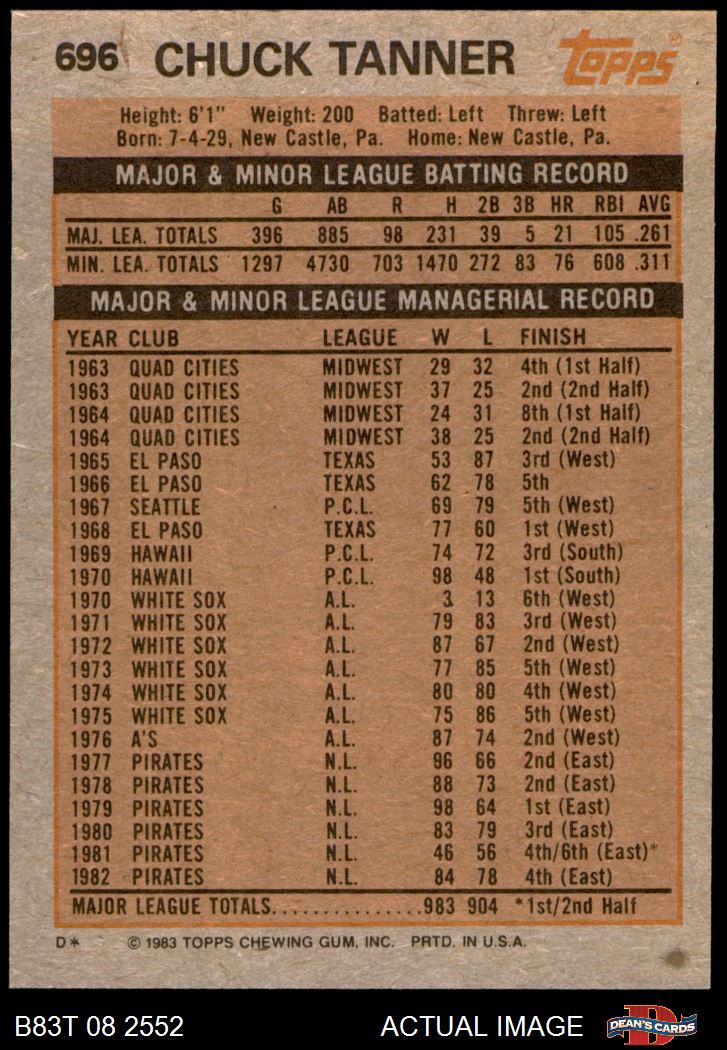 696 CHUCK TANNER Topps®
Height: 6'1" Weight: 200 Batted: Left Threw: Left
Born: 7-4-29, New Castle, Pa. Home: New Castle, Pa.
MAJOR & MINOR LEAGUE BATTING RECORD
G AB R H 2B 3B HR RBI AVG
MAJ. LEA. TOTALS 396 885 98 231 39 5 21 105 .261
MIN. LEA. TOTALS 1297 4730 703 1470 272 83 76 608 .311
MAJOR & MINOR LEAGUE MANAGERIAL RECORD
YEAR CLUB LEAGUE W L FINISH
1963 QUAD CITIES MIDWEST 29 32 4th (1st Half)
1963 QUAD CITIES MIDWEST 37 25 2nd (2nd Half)
1964 QUAD CITIES MIDWEST 24 31 8th (1st Half)
1964 QUAD CITIES MIDWEST 38 25 2nd (2nd Half)
1965 EL PASO TEXAS 53 87 3rd (West)
1966 EL PASO TEXAS 62 78 5th
1967 SEATTLE P.C.L. 69 79 5th (West)
1968 EL PASO TEXAS 77 60 1st (West)
1969 HAWAII P.C.L. 74 72 3rd (South)
1970 HAWAII P.C.L. 98 48 1st (South)
1970 WHITE SOX A.L. 3 13 6th (West)
1971 WHITE SOX A.L. 79 83 3rd (West)
1972 WHITE SOX A.L. 87 67 2nd (West)
1973 WHITE SOX A.L. 77 85 5th (West)
1974 WHITE SOX A.L. 80 80 4th (West)
1975 WHITE SOX A.L. 75 86 5th (West)
1976 A'S A.L. 87 74 2nd (West)
1977 PIRATES N.L. 96 66 2nd (East)
1978 PIRATES N.L. 88 73 2nd (East)
1979 PIRATES N.L. 98 64 1st (East)
1980 PIRATES N.L. 83 79 3rd (East)
1981 PIRATES N.L. 46 56 4th/6th (East)*
1982 PIRATES N.L. 84 78 4th (East)
MAJOR LEAGUE TOTALS...............983 904 *1st/2nd Half
D* © 1983 TOPPS CHEWING GUM, INC. PRTD. IN U.S.A.
B83T 08 2552 ACTUAL IMAGE D DEAN'S CARDS